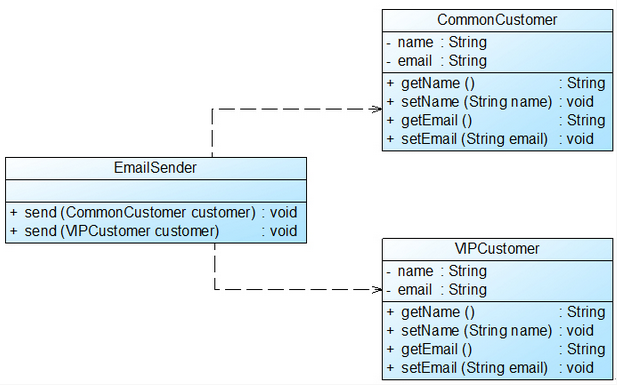 CommonCustomer
- name : String
- email : String
+ getName () : String
+ setName (String name) : void
+ getEmail () : String
+ setEmail (String email) : void
EmailSender
+ send (CommonCustomer customer) : void
+ send (VIPCustomer customer) : void
VIPCustomer
- name : String
- email : String
+ getName () : String
+ setName (String name) : void
+ getEmail () : String
+ setEmail (String email) : void